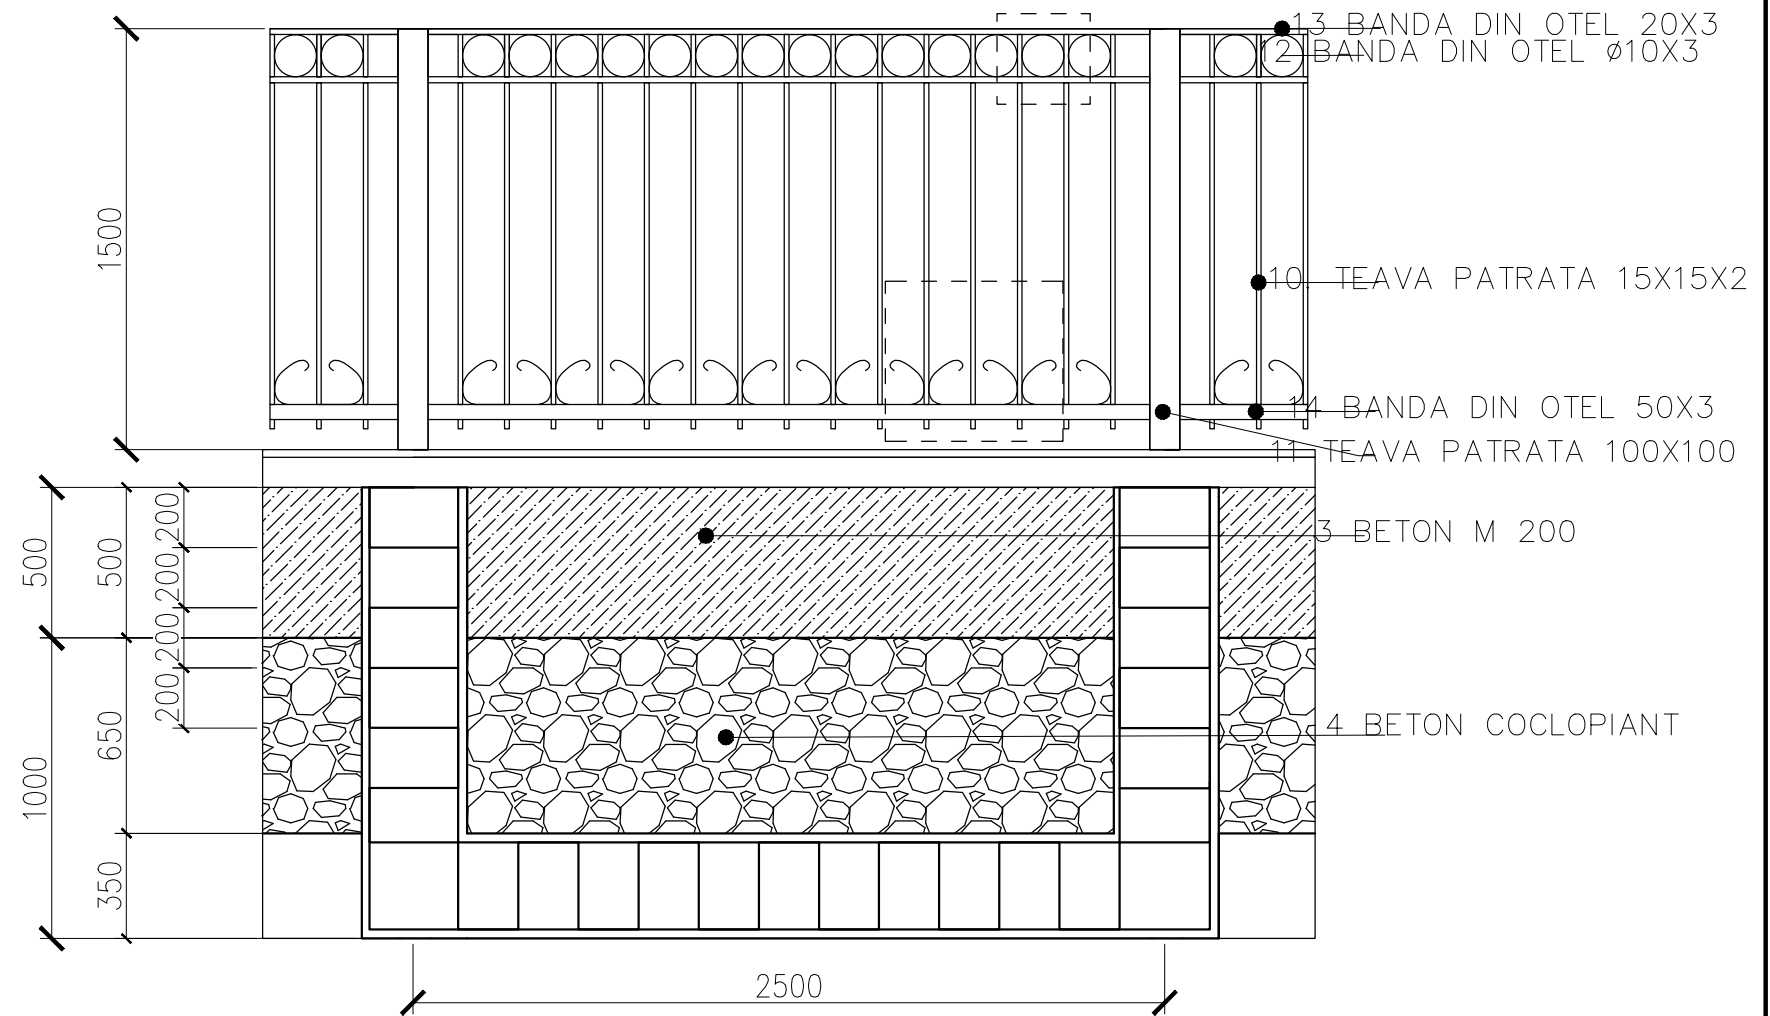 13 BANDA DIN OTEL 20X3
12 BANDA DIN OTEL ø10X3
1500
10. TEAVA PATRATA 15X15X2
14 BANDA DIN OTEL 50X3
11 TEAVA PATRATA 100X100
500
500
200
200
200
200
3 BETON M 200
650
4 BETON COCLOPIANT
1000
350
2500